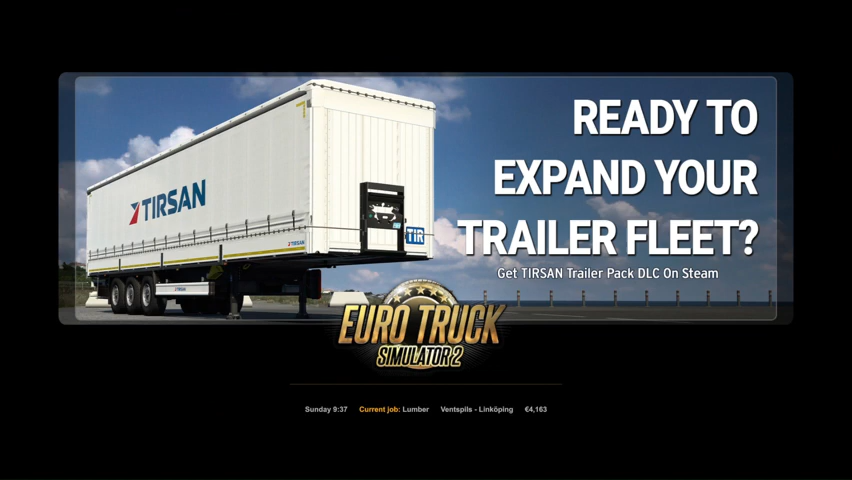 READY TO
EXPAND YOUR
TRAILER FLEET?
Get TIRSAN Trailer Pack DLC On Steam
TIRSAN
TIR
TIRSAN
EURO TRUCK
SIMULATOR 2
Sunday 9:37 Current job: Lumber Ventspils - Linköping €4,163